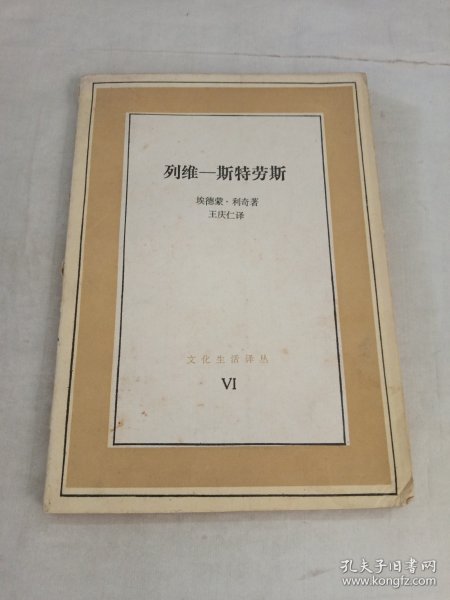 列维—斯特劳斯
埃德蒙·利奇著
王庆仁译
文化生活译丛
VI
孔夫子旧书网
www.kongfz.com